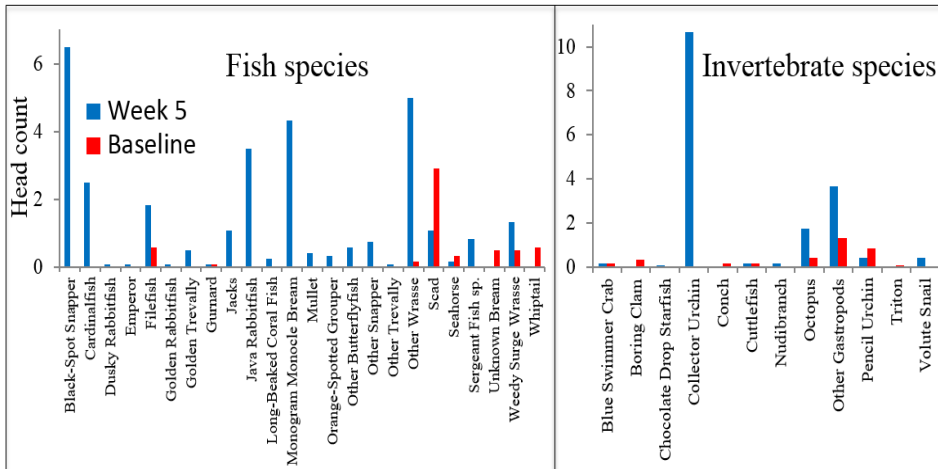 Fish species
Week 5
Baseline
Head count
6
4
2
0
Black-Spot Snapper
Cardinalfish
Dusky Rabbitfish
Emperor
Filefish
Golden Rabbitfish
Golden Trevally
Gurnard
Jacks
Java Rabbitfish
Long-Beaked Coral Fish
Monogram Monocle Bream
Mullet
Orange-Spotted Grouper
Other Butterflyfish
Other Snapper
Other Trevally
Other Wrasse
Scad
Seahorse
Sergeant Fish sp.
Unknown Bream
Weedy Surge Wrasse
Whiptail
Invertebrate species
10
8
6
4
2
0
Blue Swimmer Crab
Boring Clam
Chocolate Drop Starfish
Collector Urchin
Conch
Cuttlefish
Nudibranch
Octopus
Other Gastropods
Pencil Urchin
Triton
Volute Snail